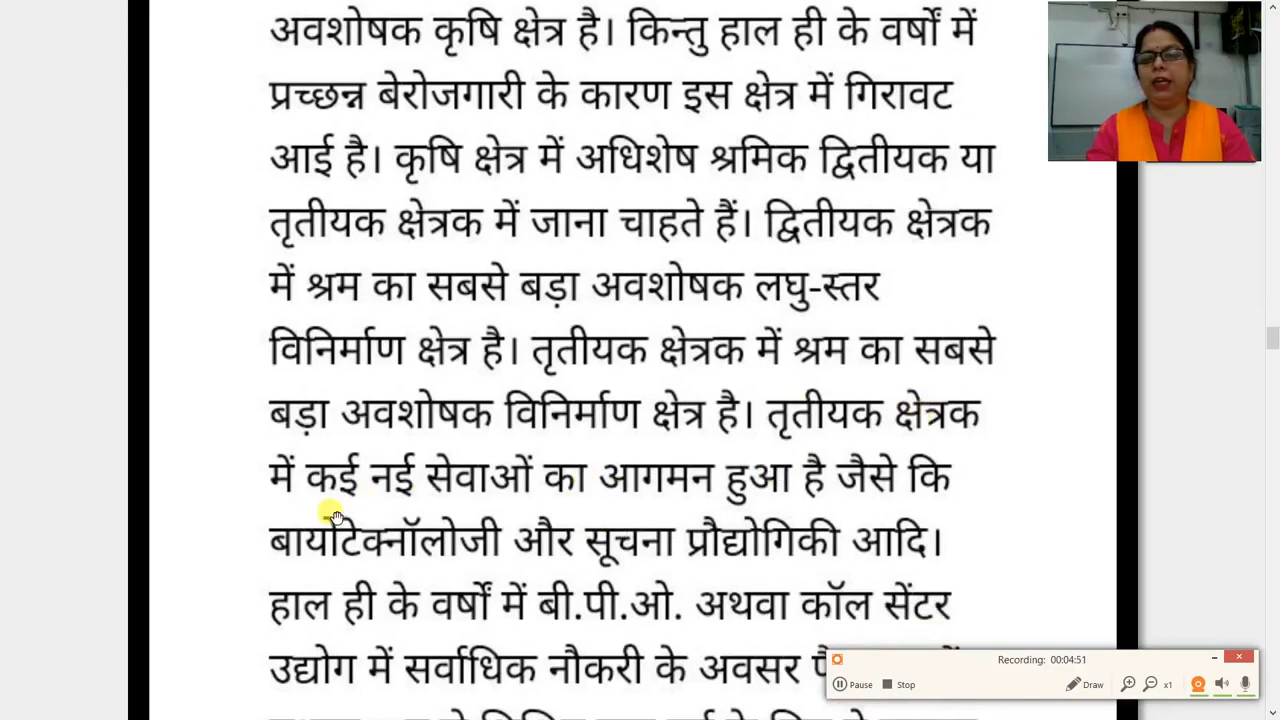 अवशोषक कृषि क्षेत्र है। किन्तु हाल ही के वर्षों में
प्रच्छन्न बेरोजगारी के कारण इस क्षेत्र में गिरावट
आई है। कृषि क्षेत्र में अधिशेष श्रमिक द्वितीयक या
तृतीयक क्षेत्रक में जाना चाहते हैं। द्वितीयक क्षेत्रक
में श्रम का सबसे बड़ा अवशोषक लघु-स्तर
विनिर्माण क्षेत्र है। तृतीयक क्षेत्रक में श्रम का सबसे
बड़ा अवशोषक विनिर्माण क्षेत्र है। तृतीयक क्षेत्रक
में कई नई सेवाओं का आगमन हुआ है जैसे कि
बायोटेक्नॉलोजी और सूचना प्रौद्योगिकी आदि।
हाल ही के वर्षों में बी.पी.ओ. अथवा कॉल सेंटर
उद्योग में सर्वाधिक नौकरी के अवसर
Recording: 00:04:51
Pause Stop Draw x1